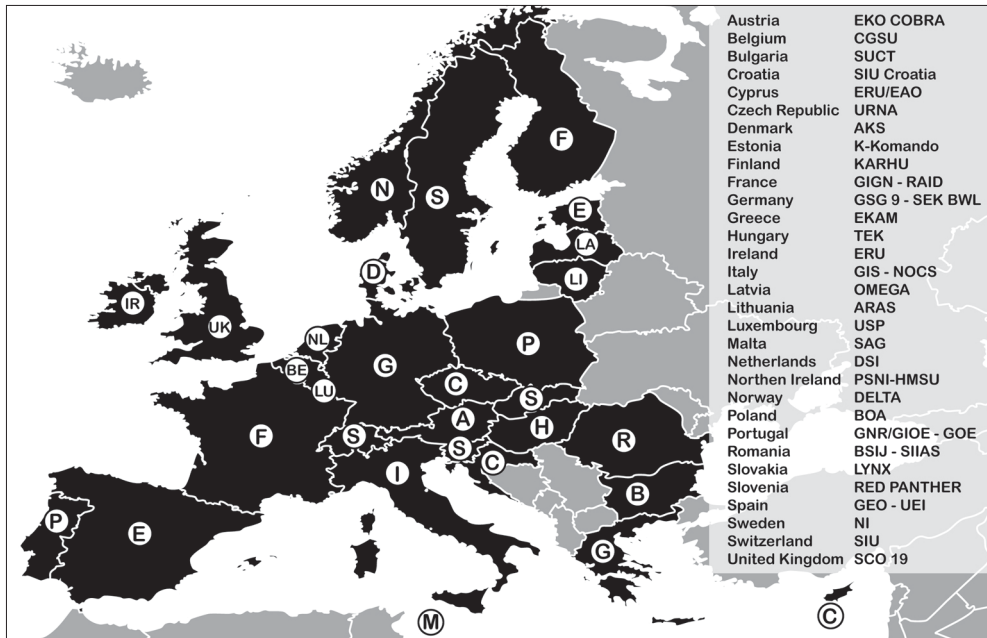 Austria EKO COBRA
Belgium CGSU
Bulgaria SUCT
Croatia SIU Croatia
Cyprus ERU/EAO
Czech Republic URNA
Denmark AKS
Estonia K-Komando
Finland KARHU
France GIGN - RAID
Germany GSG 9 - SEK BWL
Greece EKAM
Hungary TEK
Ireland ERU
Italy GIS - NOCS
Latvia OMEGA
Lithuania ARAS
Luxembourg USP
Malta SAG
Netherlands DSI
Northen Ireland PSNI-HMSU
Norway DELTA
Poland BOA
Portugal GNR/GIOE - GOE
Romania BSIJ - SIIAS
Slovakia LYNX
Slovenia RED PANTHER
Spain GEO - UEI
Sweden NI
Switzerland SIU
United Kingdom SCO 19
F
N
S
E
LA
D
LI
IR
UK
NL
P
BE
G
LU
C
S
A
F
S
H
R
S
C
I
B
P
E
G
M
C